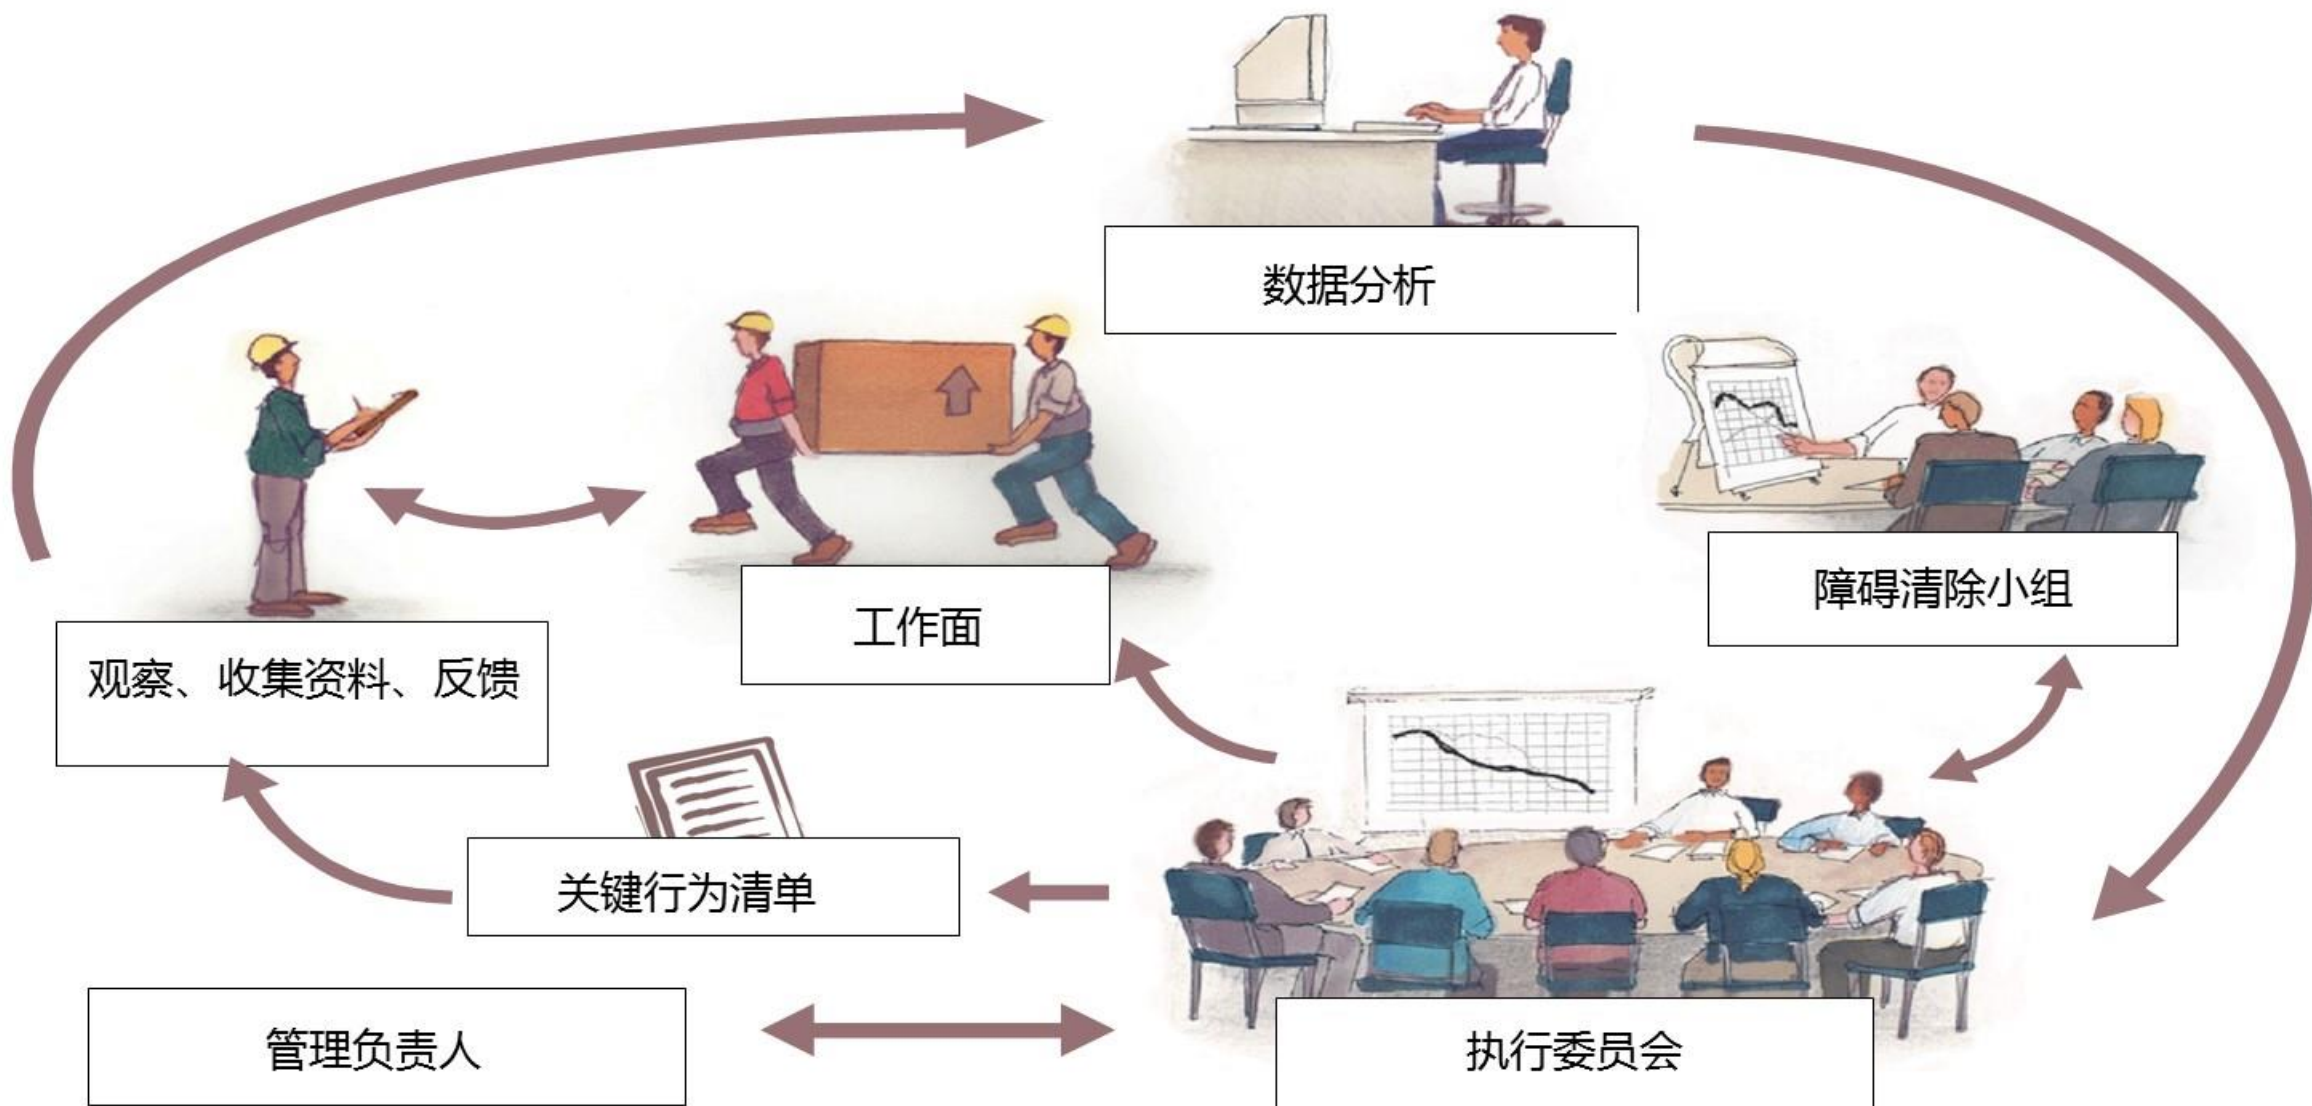 数据分析
障碍清除小组
工作面
观察、收集资料、反馈
关键行为清单
管理负责人
执行委员会